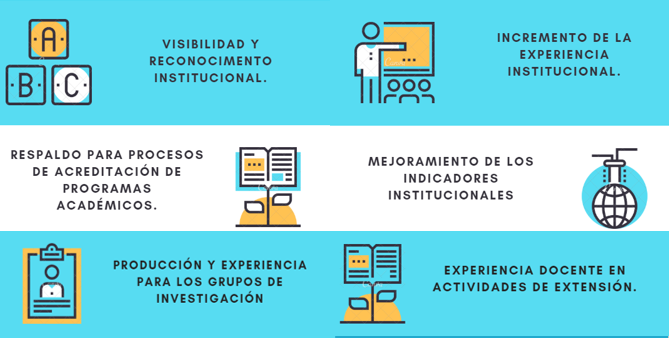 A
B
C
VISIBILIDAD Y
RECONOCIMENTO
INSTITUCIONAL.
INCREMENTO DE LA
EXPERIENCIA
INSTITUCIONAL.
RESPALDO PARA PROCESOS
DE ACREDITACIÓN DE
PROGRAMAS
ACADÉMICOS.
MEJORAMIENTO DE LOS
INDICADORES
INSTITUCIONALES
PRODUCCIÓN Y EXPERIENCIA
PARA LOS GRUPOS DE
INVESTIGACIÓN
EXPERIENCIA DOCENTE EN
ACTIVIDADES DE EXTENSIÓN.